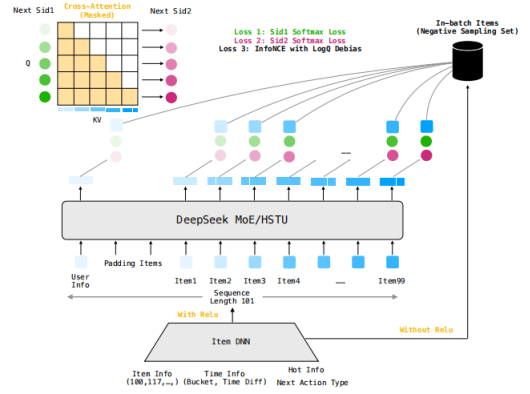 Cross-Attention
(Masked)
Next Sid1
Next Sid2
Q
KV
Loss 1: Sid1 Softmax Loss
Loss 2: Sid2 Softmax Loss
Loss 3: InfoNCE with LogQ Debias
In-batch Items
(Negative Sampling Set)
DeepSeek MoE/HSTU
User
Info
Padding Items
Item1
Item2
Item3
Item4
Item99
Sequence
Length 101
With Relu
Without Relu
Item DNN
Item Info
(100,117,…,)
Time Info
(Bucket, Time Diff)
Hot Info
Next Action Type